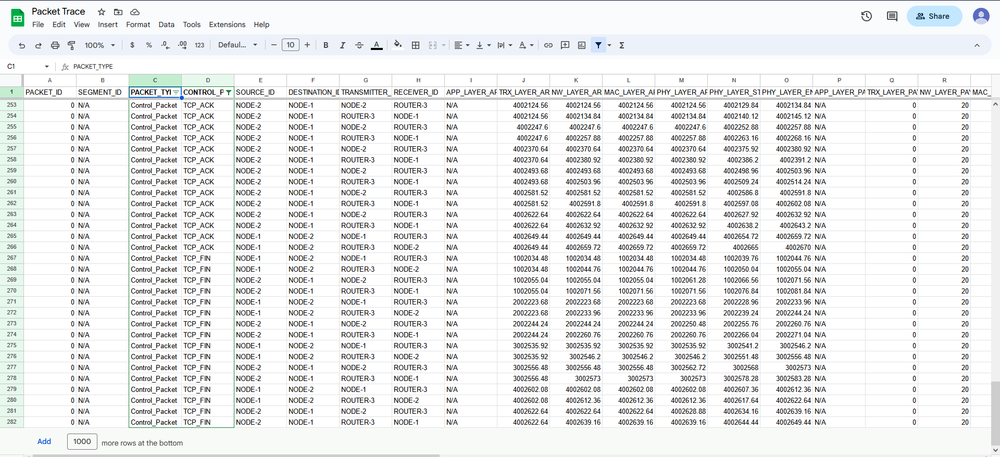 Packet Trace
File Edit View Insert Format Data Tools Extensions Help
Share
100% $ % .0 .00 123 Defaul... 10 B I A
C1 fx PACKET_TYPE
A B C D E F G H I J K L M N O P Q R
1 PACKET_ID SEGMENT_ID PACKET_TYI CONTROL_P SOURCE_ID DESTINATION_ID TRANSMITTER_ RECEIVER_ID APP_LAYER_AF TRX_LAYER_AR NW_LAYER_AR MAC_LAYER_AI PHY_LAYER_AF PHY_LAYER_ST PHY_LAYER_EN APP_LAYER_PA TRX_LAYER_PA NW_LAYER_PAY MAC_
253 0 N/A Control_Packet TCP_ACK NODE-2 NODE-1 NODE-2 ROUTER-3 N/A 4002124.56 4002124.56 4002124.56 4002124.56 4002129.84 4002134.84 N/A 0 20
254 0 N/A Control_Packet TCP_ACK NODE-2 NODE-1 ROUTER-3 NODE-1 N/A 4002124.56 4002134.84 4002134.84 4002134.84 4002140.12 4002145.12 N/A 0 20
255 0 N/A Control_Packet TCP_ACK NODE-2 NODE-1 NODE-2 ROUTER-3 N/A 4002247.6 4002247.6 4002247.6 4002247.6 4002252.88 4002257.88 N/A 0 20
256 0 N/A Control_Packet TCP_ACK NODE-2 NODE-1 ROUTER-3 NODE-1 N/A 4002247.6 4002257.88 4002257.88 4002257.88 4002263.16 4002268.16 N/A 0 20
257 0 N/A Control_Packet TCP_ACK NODE-2 NODE-1 NODE-2 ROUTER-3 N/A 4002370.64 4002370.64 4002370.64 4002370.64 4002375.92 4002380.92 N/A 0 20
258 0 N/A Control_Packet TCP_ACK NODE-2 NODE-1 ROUTER-3 NODE-1 N/A 4002370.64 4002380.92 4002380.92 4002380.92 4002386.2 4002391.2 N/A 0 20
259 0 N/A Control_Packet TCP_ACK NODE-2 NODE-1 NODE-2 ROUTER-3 N/A 4002493.68 4002493.68 4002493.68 4002493.68 4002498.96 4002503.96 N/A 0 20
260 0 N/A Control_Packet TCP_ACK NODE-2 NODE-1 ROUTER-3 NODE-1 N/A 4002493.68 4002503.96 4002503.96 4002503.96 4002509.24 4002514.24 N/A 0 20
261 0 N/A Control_Packet TCP_ACK NODE-2 NODE-1 NODE-2 ROUTER-3 N/A 4002581.52 4002581.52 4002581.52 4002581.52 4002586.8 4002591.8 N/A 0 20
262 0 N/A Control_Packet TCP_ACK NODE-2 NODE-1 ROUTER-3 NODE-1 N/A 4002581.52 4002591.8 4002591.8 4002591.8 4002597.08 4002602.08 N/A 0 20
263 0 N/A Control_Packet TCP_ACK NODE-2 NODE-1 NODE-2 ROUTER-3 N/A 4002622.64 4002622.64 4002622.64 4002622.64 4002627.92 4002632.92 N/A 0 20
264 0 N/A Control_Packet TCP_ACK NODE-2 NODE-1 ROUTER-3 NODE-1 N/A 4002622.64 4002632.92 4002632.92 4002632.92 4002638.2 4002643.2 N/A 0 20
265 0 N/A Control_Packet TCP_ACK NODE-1 NODE-2 NODE-1 ROUTER-3 N/A 4002649.44 4002649.44 4002649.44 4002649.44 4002654.72 4002659.72 N/A 0 20
266 0 N/A Control_Packet TCP_ACK NODE-1 NODE-2 ROUTER-3 NODE-2 N/A 4002649.44 4002659.72 4002659.72 4002659.72 4002665 4002670 N/A 0 20
267 0 N/A Control_Packet TCP_FIN NODE-1 NODE-2 NODE-1 ROUTER-3 N/A 1002034.48 1002034.48 1002034.48 1002034.48 1002039.76 1002044.76 N/A 0 20
268 0 N/A Control_Packet TCP_FIN NODE-1 NODE-2 ROUTER-3 NODE-2 N/A 1002034.48 1002044.76 1002044.76 1002044.76 1002050.04 1002055.04 N/A 0 20
269 0 N/A Control_Packet TCP_FIN NODE-2 NODE-1 NODE-2 ROUTER-3 N/A 1002055.04 1002055.04 1002055.04 1002061.28 1002066.56 1002071.56 N/A 0 20
270 0 N/A Control_Packet TCP_FIN NODE-2 NODE-1 ROUTER-3 NODE-1 N/A 1002055.04 1002071.56 1002071.56 1002071.56 1002076.84 1002081.84 N/A 0 20
271 0 N/A Control_Packet TCP_FIN NODE-1 NODE-2 NODE-1 ROUTER-3 N/A 2002223.68 2002223.68 2002223.68 2002223.68 2002228.96 2002233.96 N/A 0 20
272 0 N/A Control_Packet TCP_FIN NODE-1 NODE-2 ROUTER-3 NODE-2 N/A 2002223.68 2002233.96 2002233.96 2002233.96 2002239.24 2002244.24 N/A 0 20
273 0 N/A Control_Packet TCP_FIN NODE-2 NODE-1 NODE-2 ROUTER-3 N/A 2002244.24 2002244.24 2002244.24 2002250.48 2002255.76 2002260.76 N/A 0 20
274 0 N/A Control_Packet TCP_FIN NODE-2 NODE-1 ROUTER-3 NODE-1 N/A 2002244.24 2002260.76 2002260.76 2002260.76 2002266.04 2002271.04 N/A 0 20
275 0 N/A Control_Packet TCP_FIN NODE-1 NODE-2 NODE-1 ROUTER-3 N/A 3002535.92 3002535.92 3002535.92 3002535.92 3002541.2 3002546.2 N/A 0 20
276 0 N/A Control_Packet TCP_FIN NODE-1 NODE-2 ROUTER-3 NODE-2 N/A 3002535.92 3002546.2 3002546.2 3002546.2 3002551.48 3002556.48 N/A 0 20
277 0 N/A Control_Packet TCP_FIN NODE-2 NODE-1 NODE-2 ROUTER-3 N/A 3002556.48 3002556.48 3002556.48 3002562.72 3002568 3002573 N/A 0 20
278 0 N/A Control_Packet TCP_FIN NODE-2 NODE-1 ROUTER-3 NODE-1 N/A 3002556.48 3002573 3002573 3002573 3002578.28 3002583.28 N/A 0 20
279 0 N/A Control_Packet TCP_FIN NODE-1 NODE-2 NODE-1 ROUTER-3 N/A 4002602.08 4002602.08 4002602.08 4002602.08 4002607.36 4002612.36 N/A 0 20
280 0 N/A Control_Packet TCP_FIN NODE-1 NODE-2 ROUTER-3 NODE-2 N/A 4002602.08 4002612.36 4002612.36 4002612.36 4002617.64 4002622.64 N/A 0 20
281 0 N/A Control_Packet TCP_FIN NODE-2 NODE-1 NODE-2 ROUTER-3 N/A 4002622.64 4002622.64 4002622.64 4002628.88 4002634.16 4002639.16 N/A 0 20
282 0 N/A Control_Packet TCP_FIN NODE-2 NODE-1 ROUTER-3 NODE-1 N/A 4002622.64 4002639.16 4002639.16 4002639.16 4002644.44 4002649.44 N/A 0 20
Add 1000 more rows at the bottom